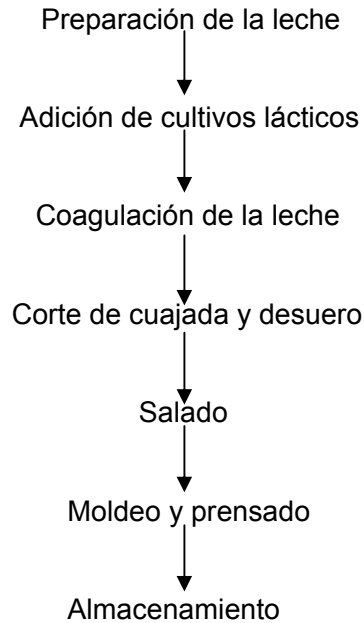 Preparación de la leche
Adición de cultivos lácticos
Coagulación de la leche
Corte de cuajada y desuero
Salado
Moldeo y prensado
Almacenamiento